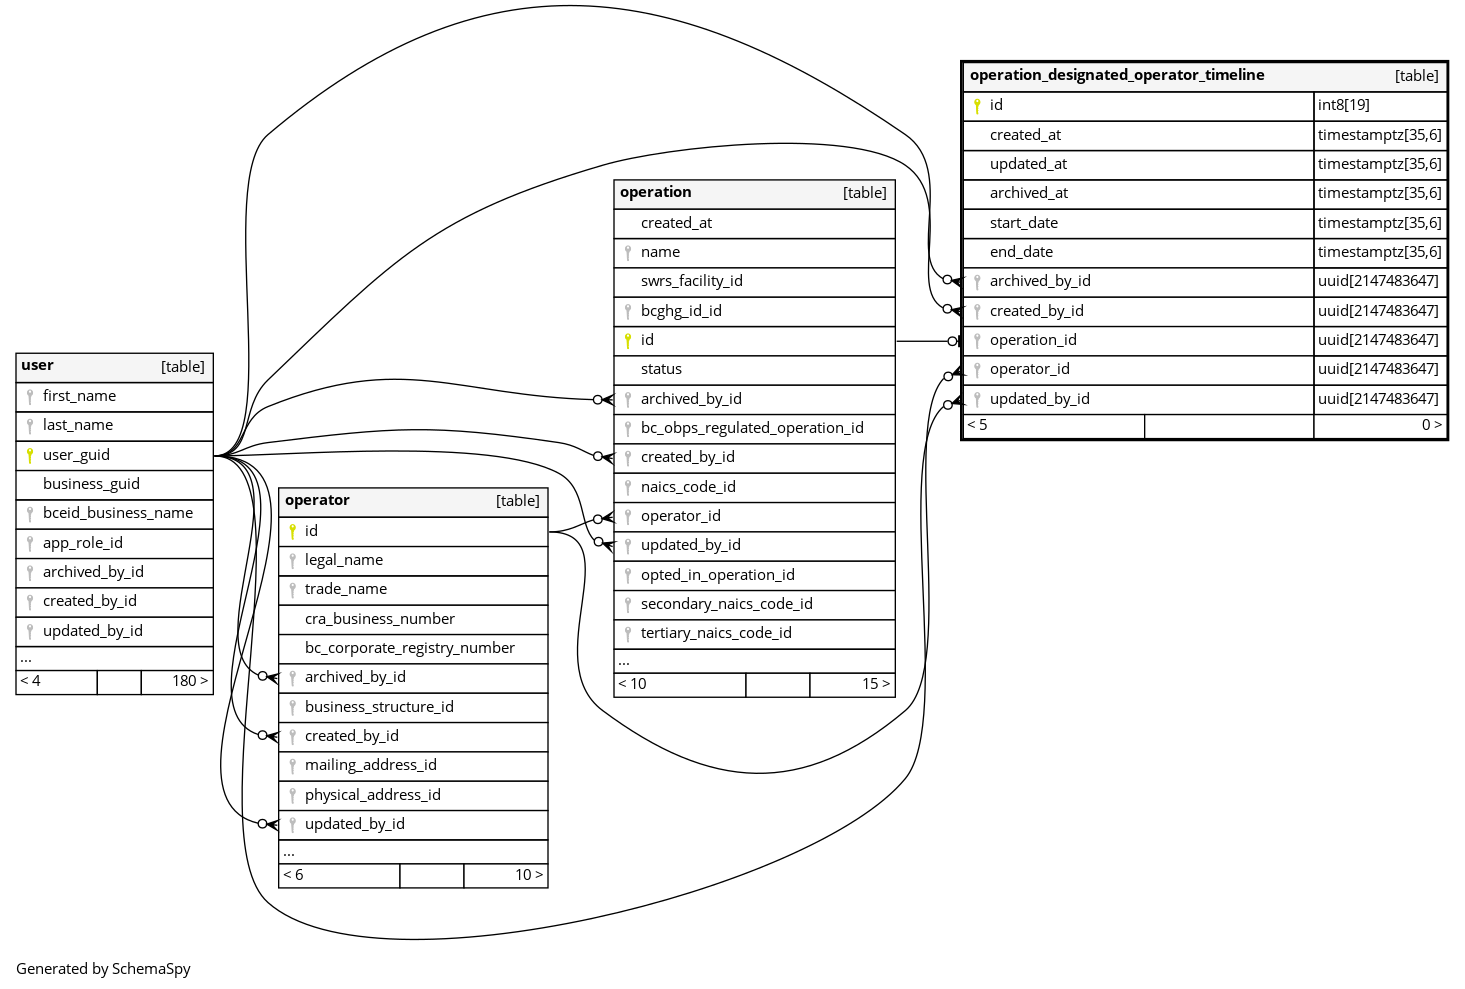 operation_designated_operator_timeline [table]
id int8[19]
created_at timestamptz[35,6]
updated_at timestamptz[35,6]
archived_at timestamptz[35,6]
start_date timestamptz[35,6]
end_date timestamptz[35,6]
archived_by_id uuid[2147483647]
created_by_id uuid[2147483647]
operation_id uuid[2147483647]
operator_id uuid[2147483647]
updated_by_id uuid[2147483647]
< 5 0 >
operation [table]
created_at
name
swrs_facility_id
bcghg_id_id
id
status
archived_by_id
bc_obps_regulated_operation_id
created_by_id
naics_code_id
operator_id
updated_by_id
opted_in_operation_id
secondary_naics_code_id
tertiary_naics_code_id
...
< 10 15 >
user [table]
first_name
last_name
user_guid
business_guid
bceid_business_name
app_role_id
archived_by_id
created_by_id
updated_by_id
...
< 4 180 >
operator [table]
id
legal_name
trade_name
cra_business_number
bc_corporate_registry_number
archived_by_id
business_structure_id
created_by_id
mailing_address_id
physical_address_id
updated_by_id
...
< 6 10 >
Generated by SchemaSpy